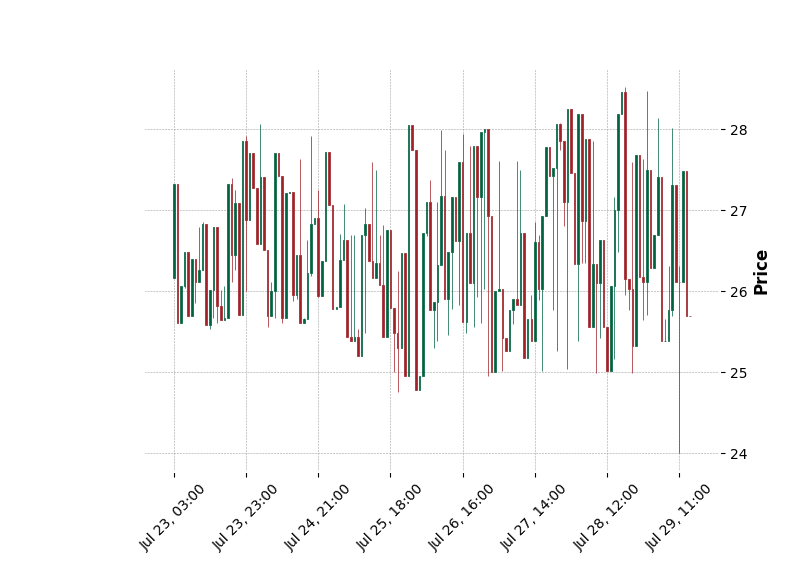 28
27
26
25
24
Price
Jul 23, 03:00
Jul 23, 23:00
Jul 24, 21:00
Jul 25, 18:00
Jul 26, 16:00
Jul 27, 14:00
Jul 28, 12:00
Jul 29, 11:00